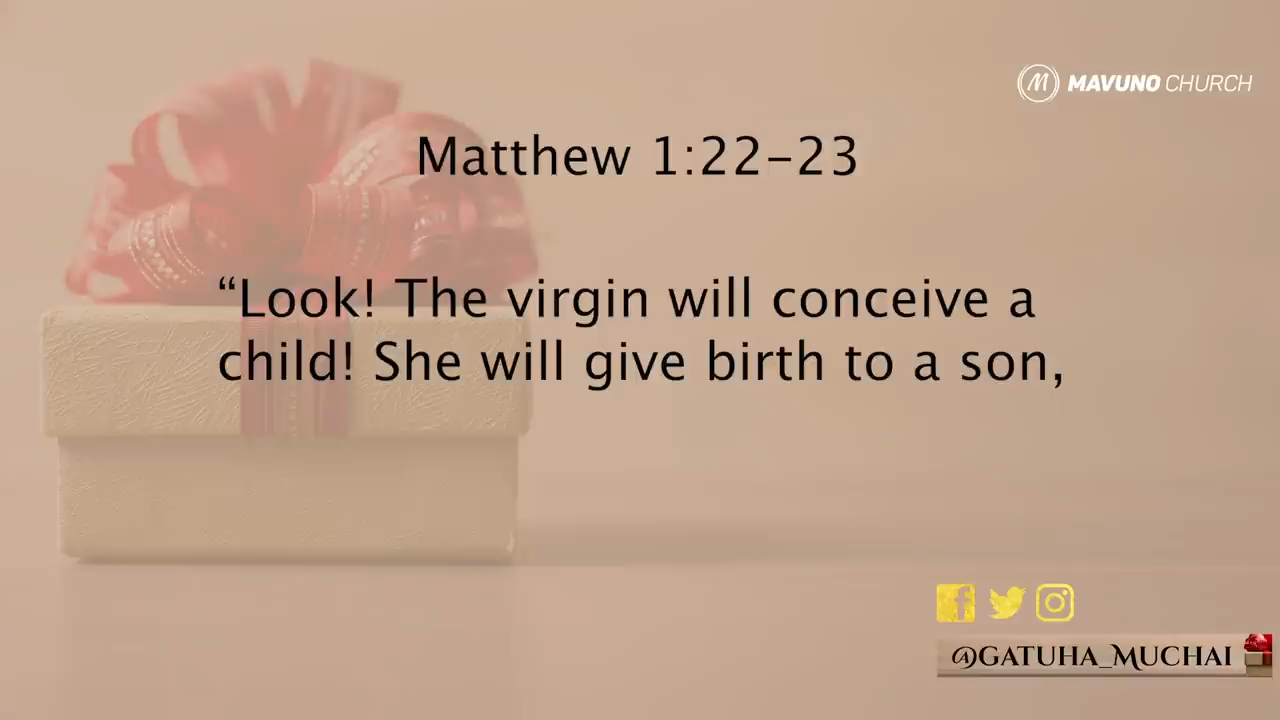 MAVUNO CHURCH
Matthew 1:22–23
“Look! The virgin will conceive a
child! She will give birth to a son,
@GATUHA_MUCHAI